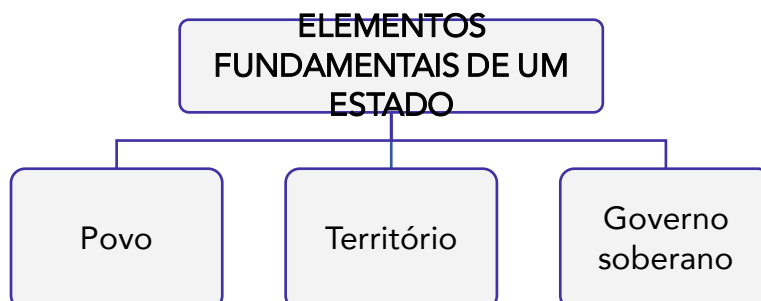 ELEMENTOS
FUNDAMENTAIS DE UM
ESTADO
Povo
Território
Governo
soberano